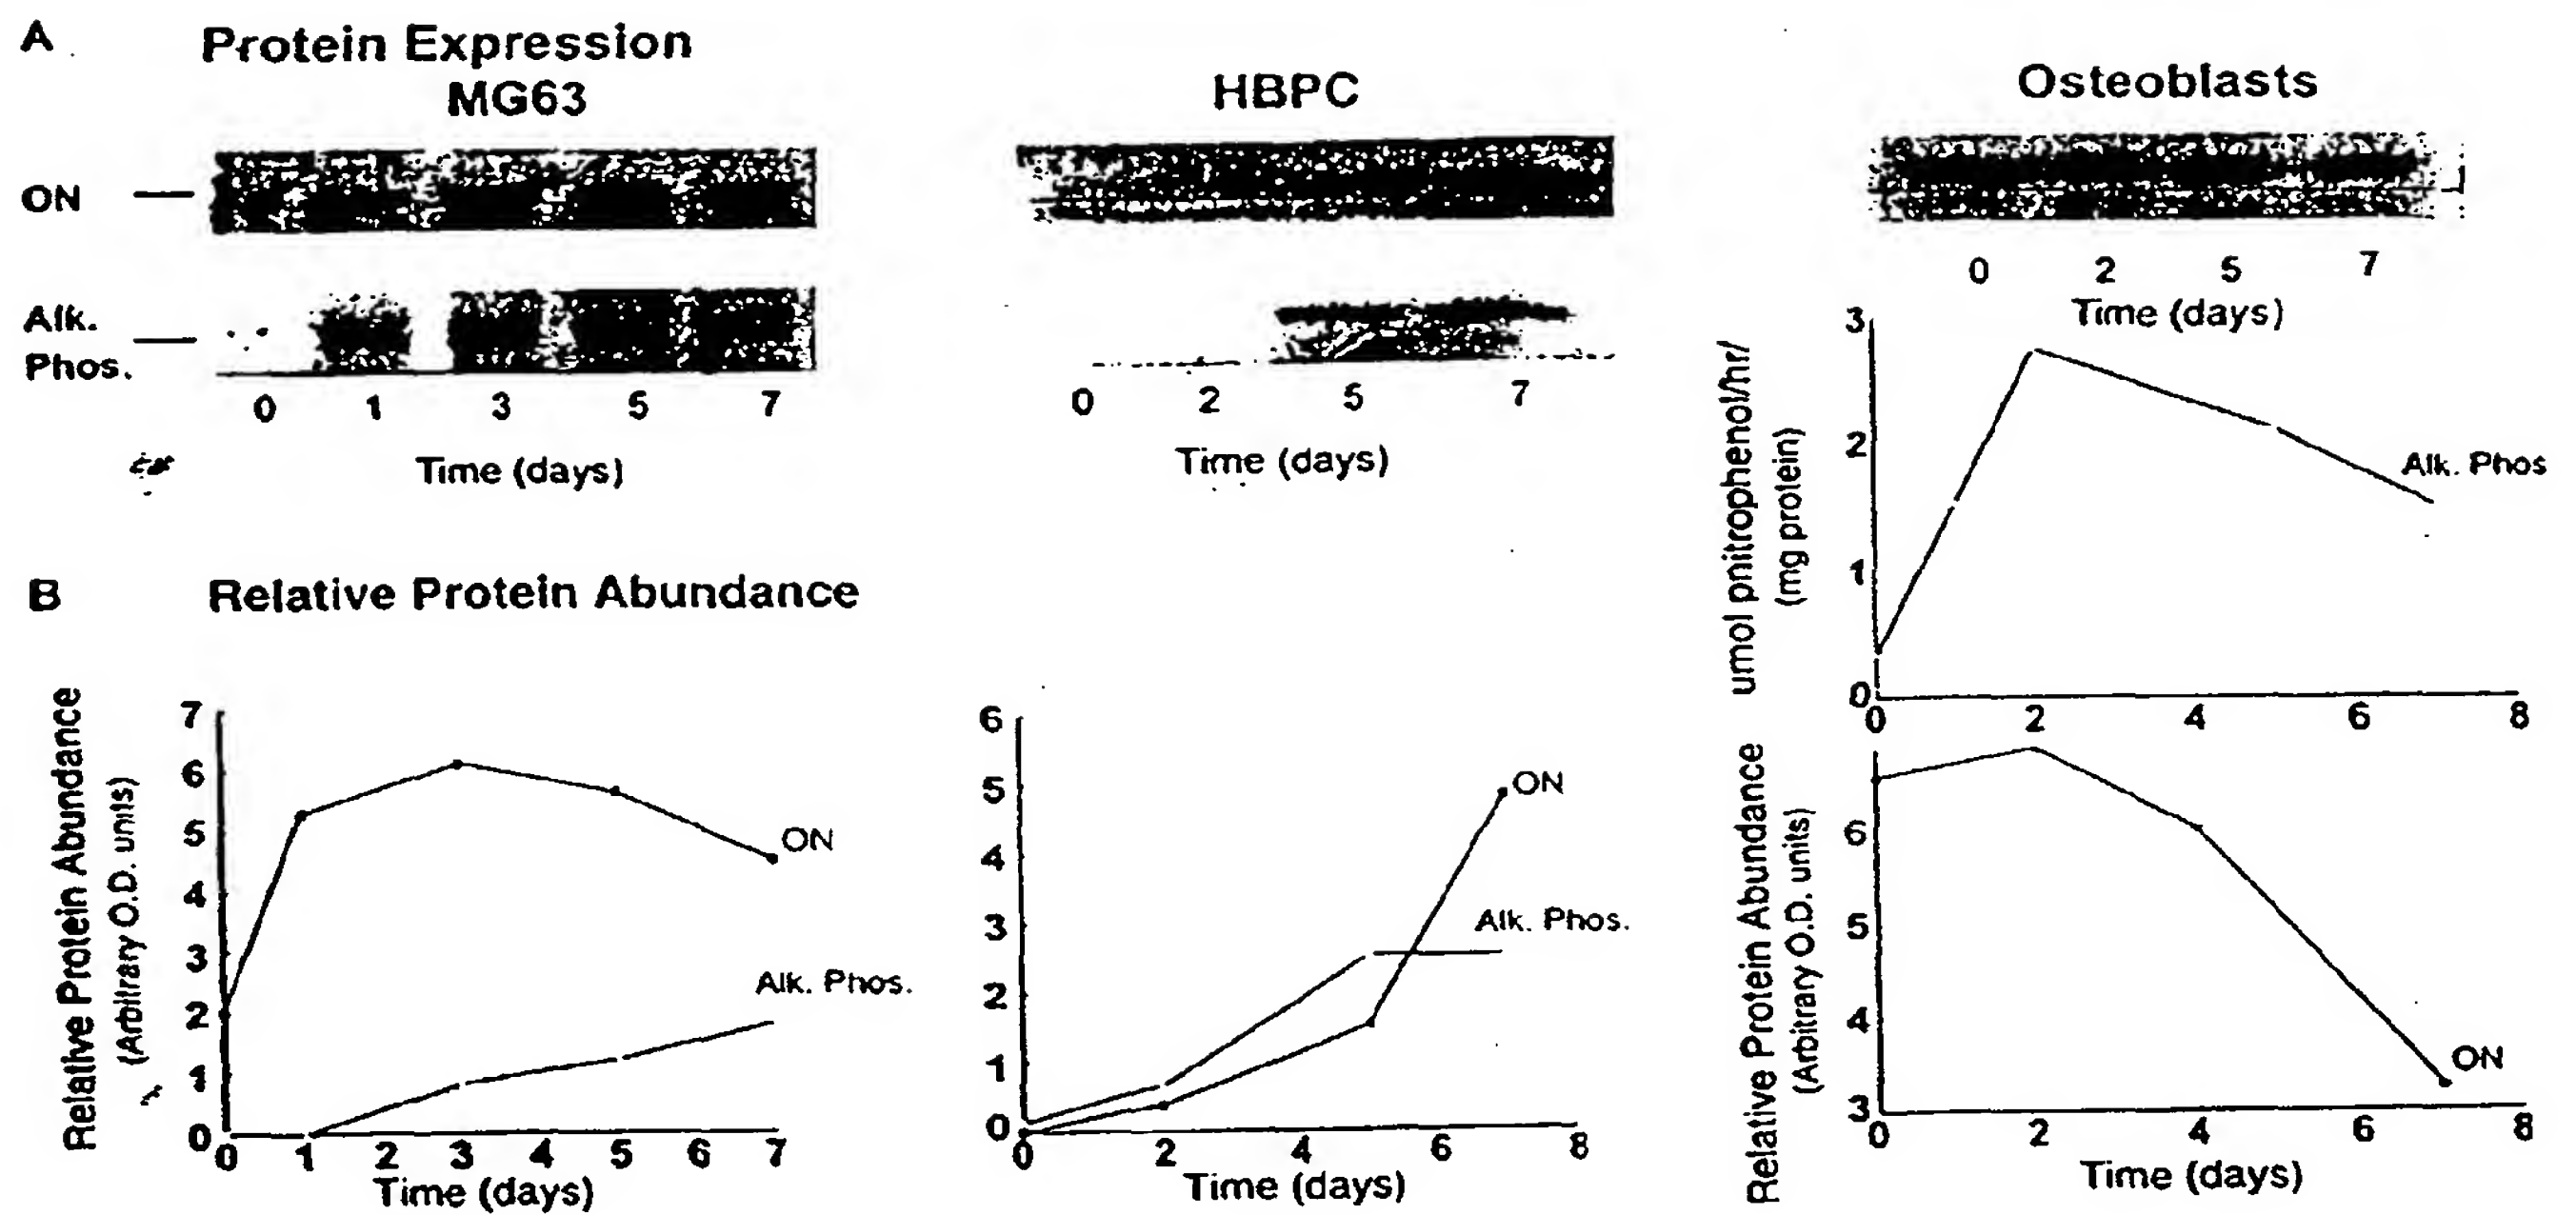 A
Protein Expression
MG63
HBPC
Osteoblasts
ON
Alk.
Phos.
0 1 3 5 7
Time (days)
0 2 5 7
Time (days)
0 2 5 7
Time (days)
umol pnitrophenol/hr/
(mg protein)
3
2
1
0
Alk. Phos
0 2 4 6 8
B
Relative Protein Abundance
Relative Protein Abundance
(Arbitrary O.D. units)
7
6
5
4
3
2
1
0
ON
Alk. Phos.
0 1 2 3 4 5 6 7
Time (days)
6
5
4
3
2
1
0
ON
Alk. Phos.
0 2 4 6 8
Time (days)
Relative Protein Abundance
(Arbitrary O.D. units)
6
5
4
3
ON
0 2 4 6 8
Time (days)